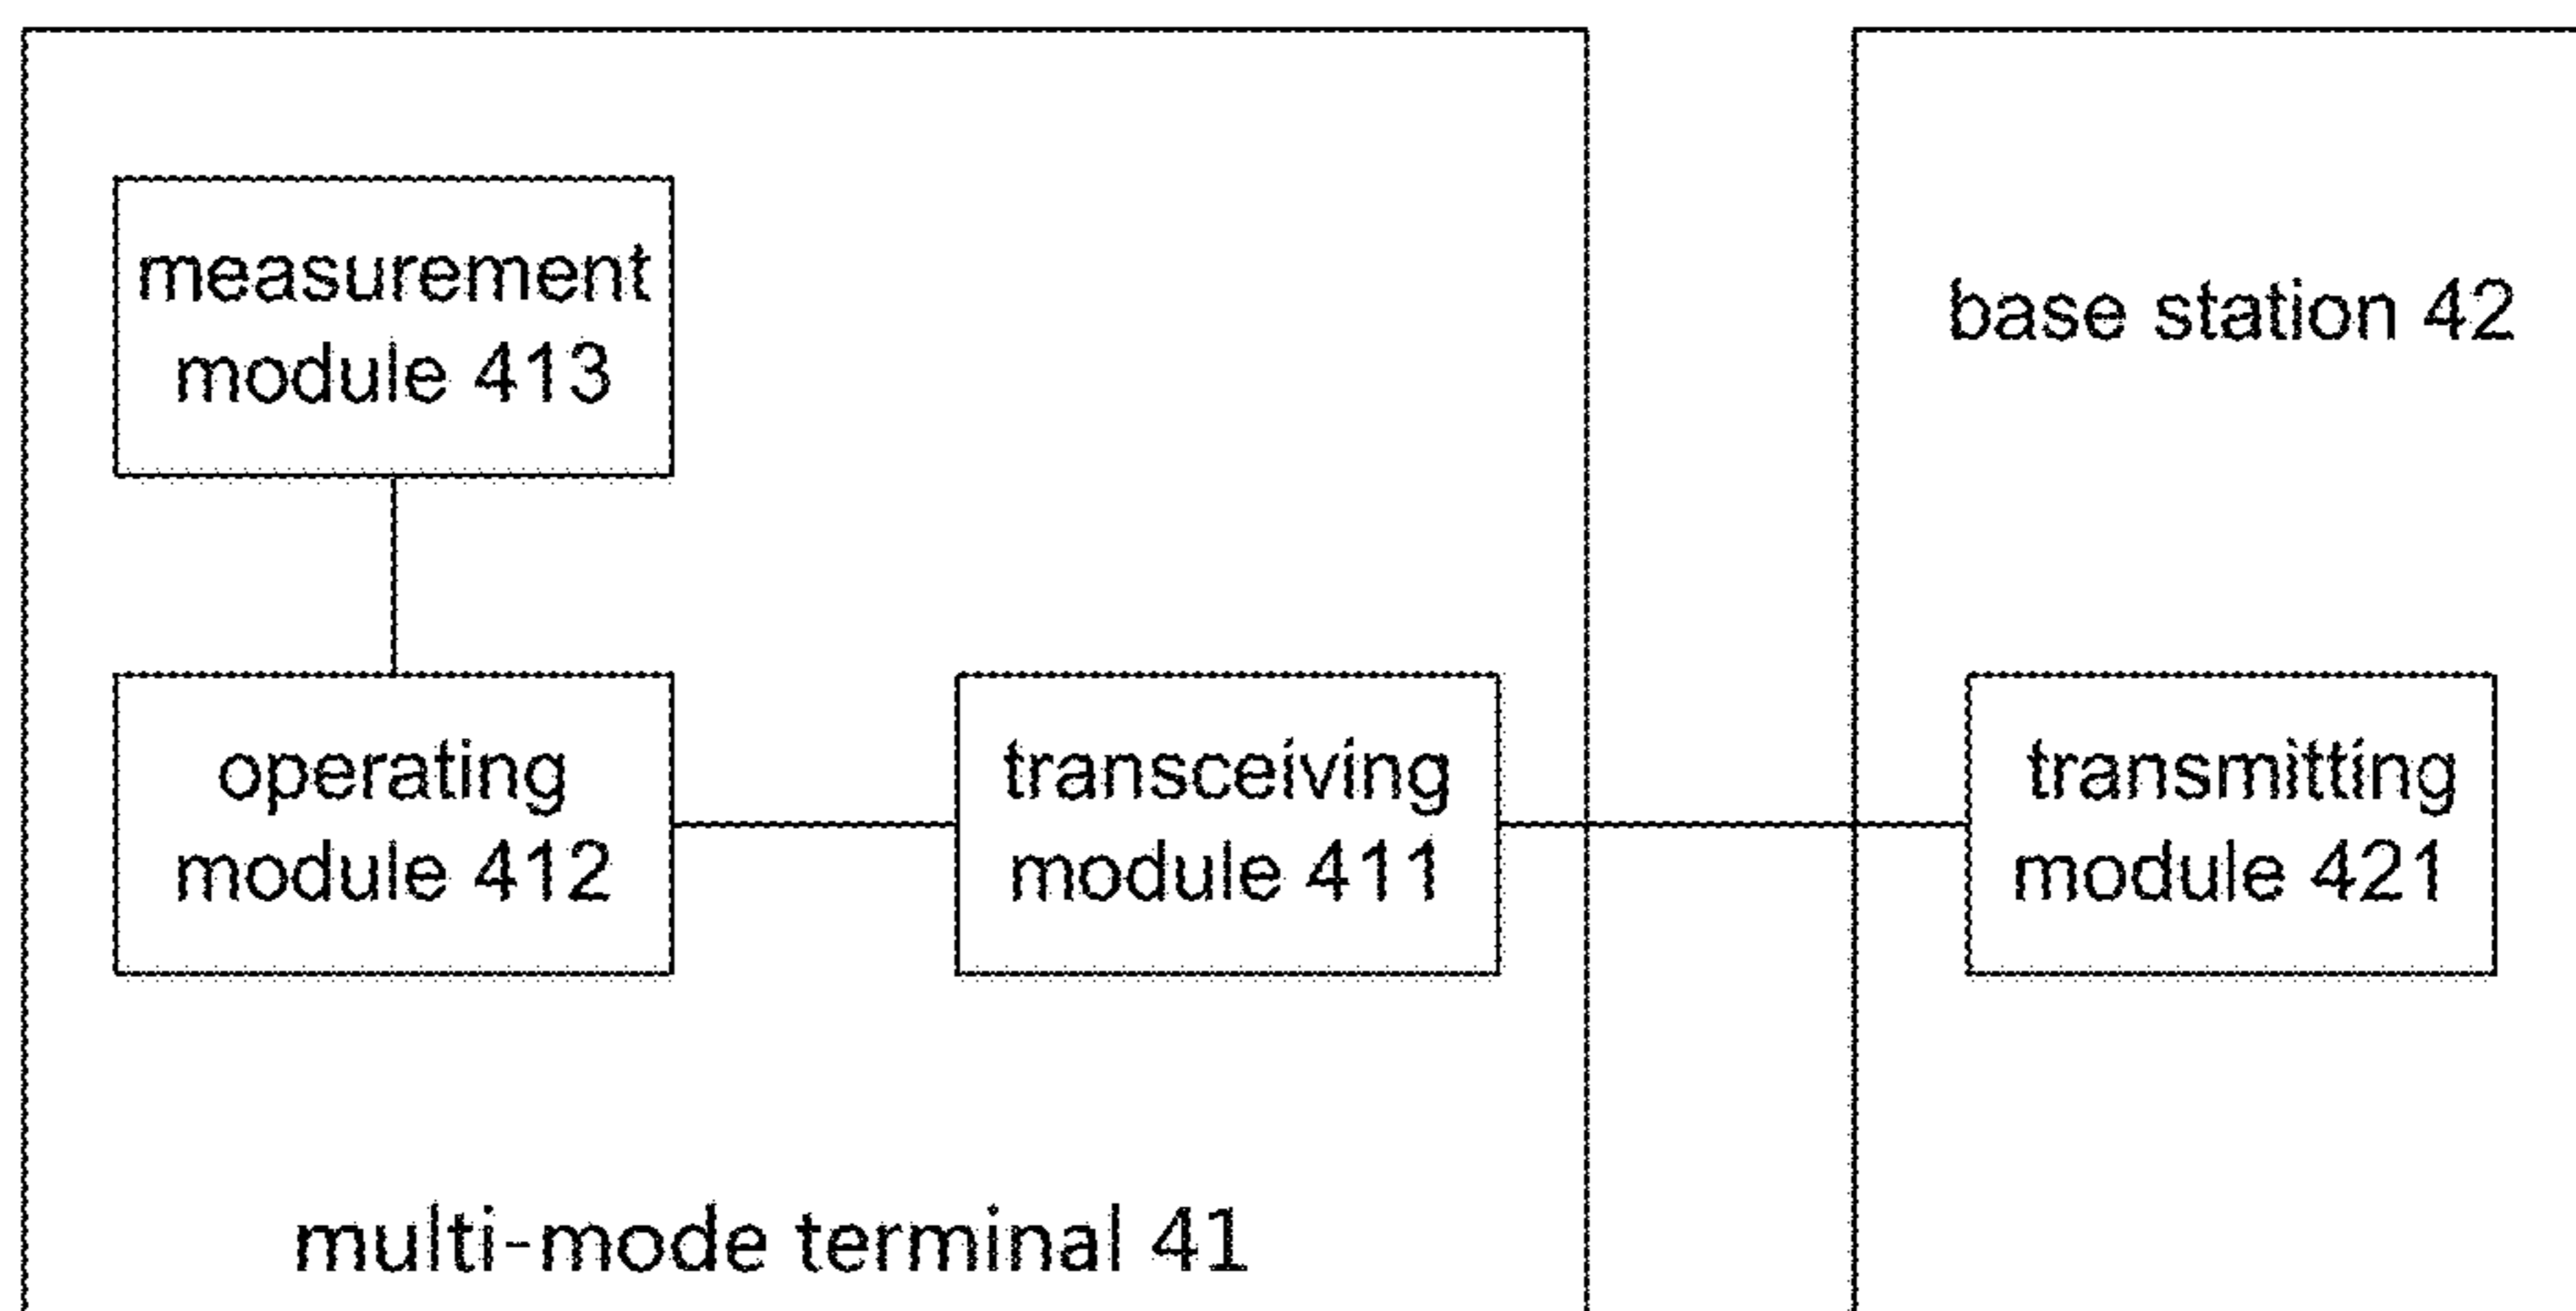 measurement
module 413
base station 42
operating
module 412
transceiving
module 411
transmitting
module 421
multi-mode terminal 41